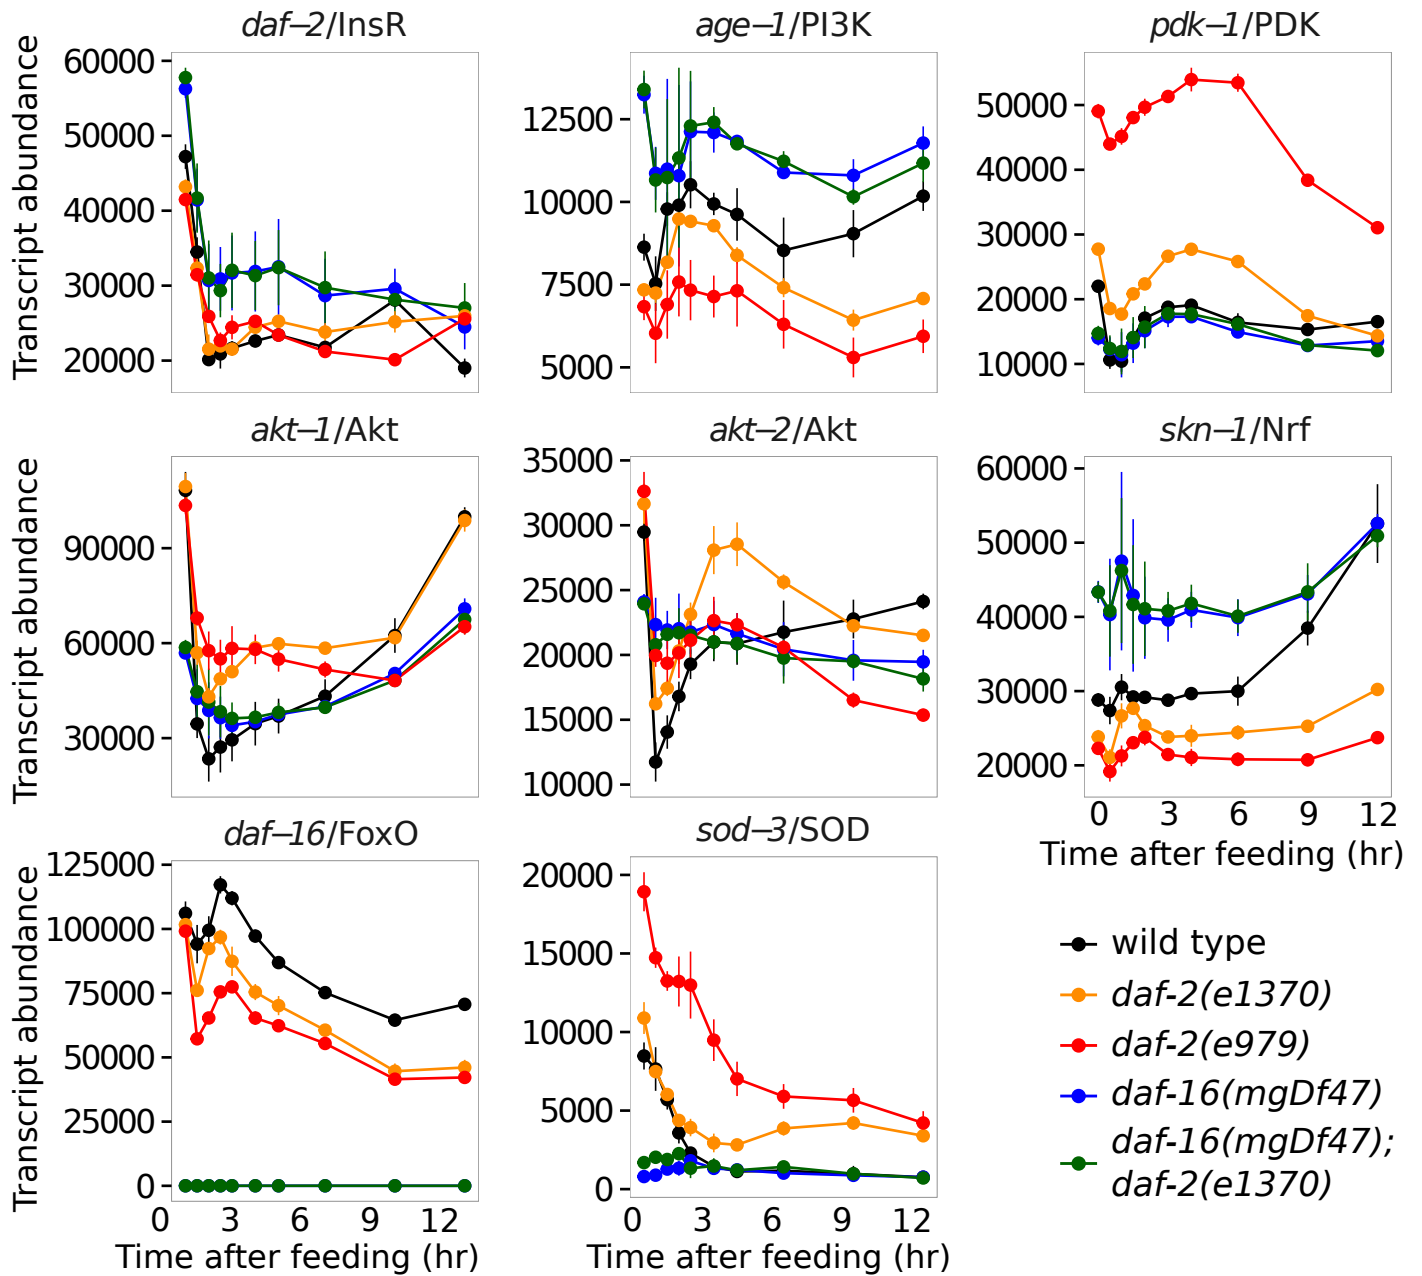 daf−2/InsR
age−1/PI3K
pdk−1/PDK
Transcript abundance
60000
50000
40000
30000
20000
12500
10000
7500
5000
50000
40000
30000
20000
10000
akt−1/Akt
akt−2/Akt
skn−1/Nrf
Transcript abundance
90000
60000
30000
35000
30000
25000
20000
15000
10000
60000
50000
40000
30000
20000
0 3 6 9 12
Time after feeding (hr)
daf−16/FoxO
sod−3/SOD
Transcript abundance
125000
100000
75000
50000
25000
0
20000
15000
10000
5000
0
0 3 6 9 12
Time after feeding (hr)
0 3 6 9 12
Time after feeding (hr)
wild type
daf-2(e1370)
daf-2(e979)
daf-16(mgDf47)
daf-16(mgDf47);
daf-2(e1370)